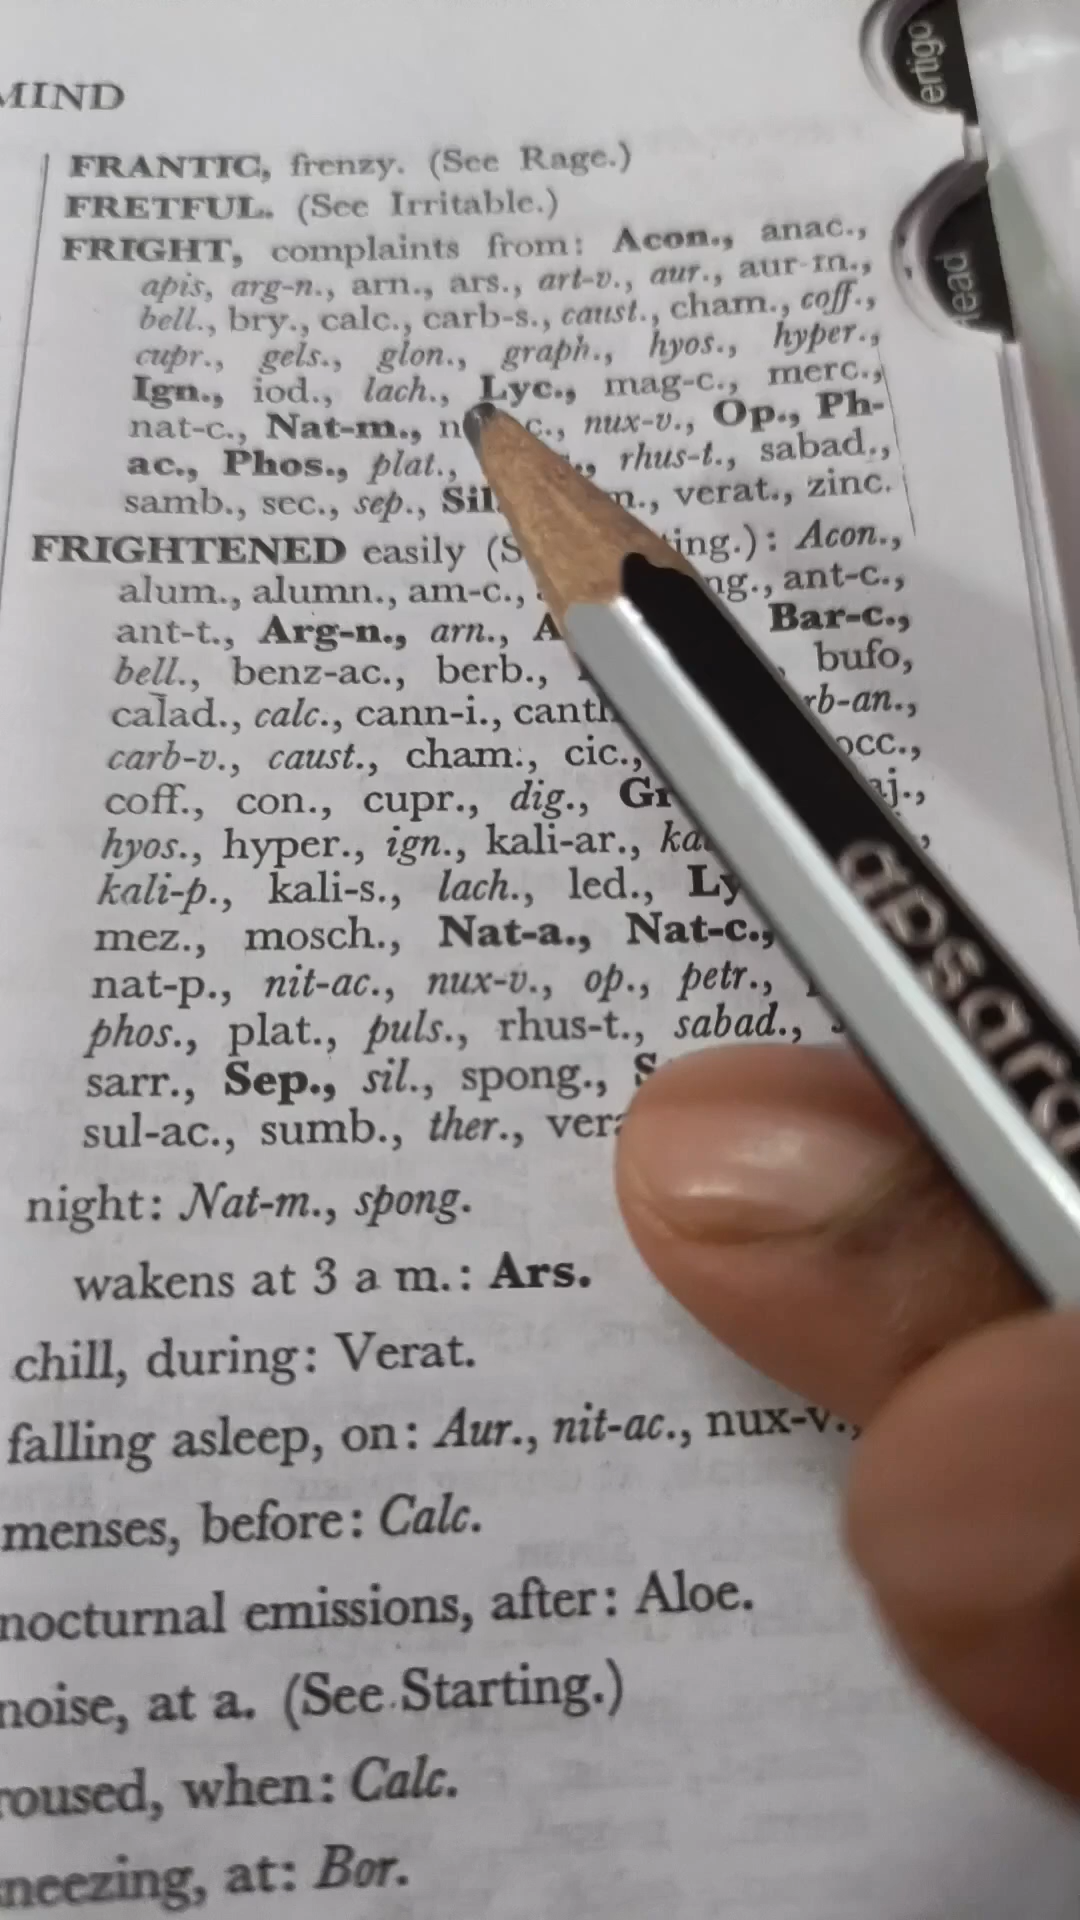 MIND
FRANTIC, frenzy. (See Rage.)
FRETFUL. (See Irritable.)
FRIGHT, complaints from: Acon., anac.,
apis, arg-n., arn., ars., art-v., aur., aur-m.,
bell., bry., calc., carb-s., caust., cham., coff.,
cupr., gels., glon., graph., hyos., hyper.,
Ign., iod., lach., Lyc., mag-c., merc.,
nat-c., Nat-m., nux-v., Op., Ph-
ac., Phos., plat., rhus-t., sabad.,
samb., sec., sep., Sil. verat., zinc.
FRIGHTENED easily Acon.,
alum., alumn., am-c., ant-c.,
ant-t., Arg-n., arn., Bar-c.,
bell., benz-ac., berb., bufo,
calad., calc., cann-i.,
carb-v., caust., cham., cic.,
coff., con., cupr., dig.,
hyos., hyper., ign., kali-ar.,
kali-p., kali-s., lach., led.,
mez., mosch., Nat-a., Nat-c.,
nat-p., nit-ac., nux-v., op., petr.,
phos., plat., puls., rhus-t., sabad.,
sarr., Sep., sil., spong.,
sul-ac., sumb., ther.,
night: Nat-m., spong.
wakens at 3 a m.: Ars.
chill, during: Verat.
falling asleep, on: Aur., nit-ac., nux-v.,
menses, before: Calc.
nocturnal emissions, after: Aloe.
noise, at a. (See Starting.)
roused, when: Calc.
sneezing, at: Bor.
apsara